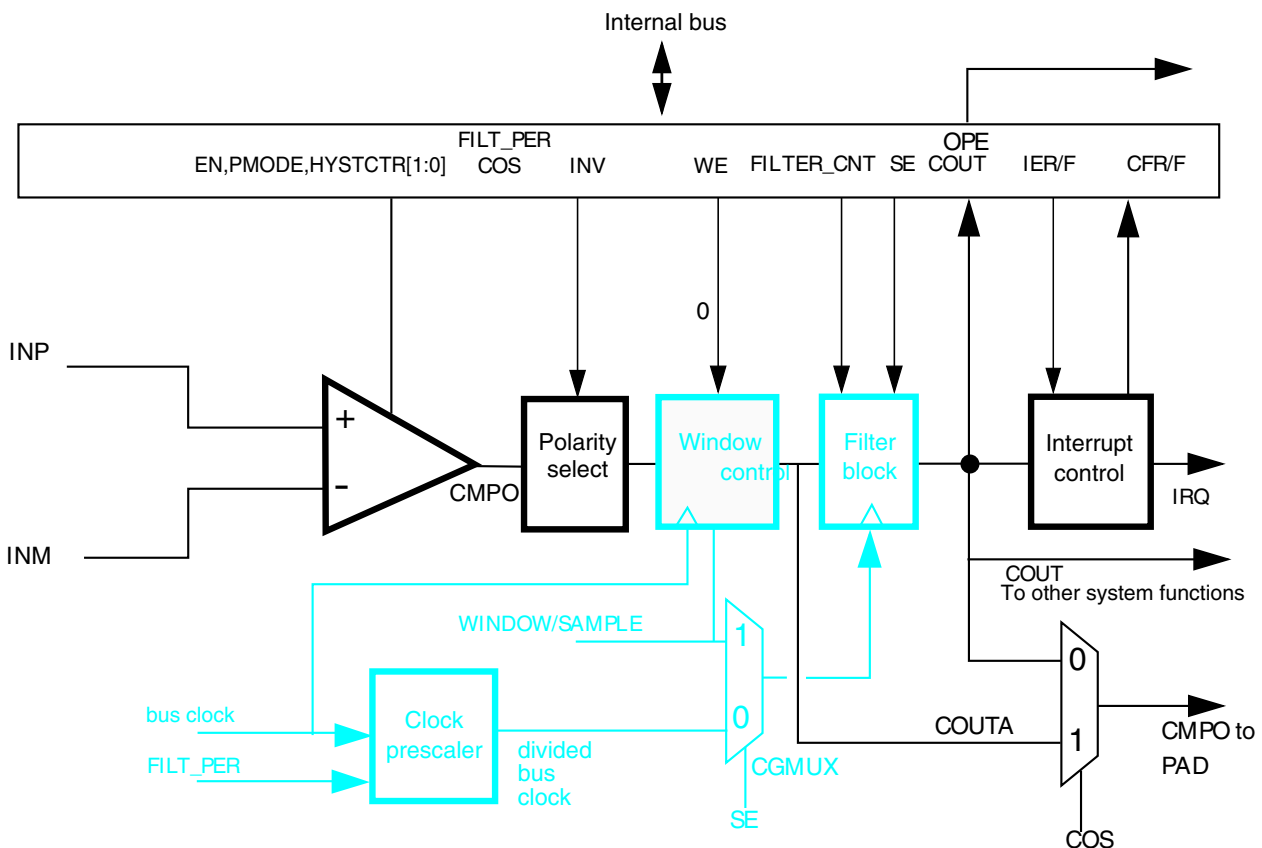 Internal bus
FILT_PER
OPE
EN,PMODE,HYSTCTR[1:0]
COS
INV
WE
FILTER_CNT
SE
COUT
IER/F
CFR/F
0
INP
+
-
INM
CMPO
Polarity
select
Window
control
Filter
block
Interrupt
control
IRQ
COUT
To other system functions
WINDOW/SAMPLE
1
0
bus clock
FILT_PER
Clock
prescaler
divided
bus
clock
CGMUX
SE
COUTA
0
1
CMPO to
PAD
COS